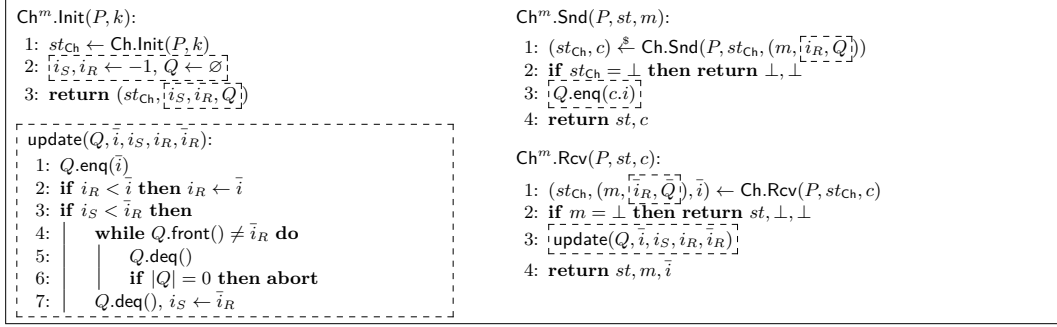 Ch^m.Init(P, k):
1: st_Ch ← Ch.Init(P, k)
2: i_S, i_R ← −1, Q ← ∅
3: return (st_Ch, i_S, i_R, Q)
update(Q, ī, i_S, i_R, ī_R):
1: Q.enq(ī)
2: if i_R < ī then i_R ← ī
3: if i_S < ī_R then
4: while Q.front() ≠ ī_R do
5: Q.deq()
6: if |Q| = 0 then abort
7: Q.deq(), i_S ← ī_R
Ch^m.Snd(P, st, m):
1: (st_Ch, c) ←$ Ch.Snd(P, st_Ch, (m, i_R, Q))
2: if st_Ch = ⊥ then return ⊥, ⊥
3: Q.enq(c.i)
4: return st, c
Ch^m.Rcv(P, st, c):
1: (st_Ch, (m, ī_R, Q̄), ī) ← Ch.Rcv(P, st_Ch, c)
2: if m = ⊥ then return st, ⊥, ⊥
3: update(Q, ī, i_S, i_R, ī_R)
4: return st, m, ī